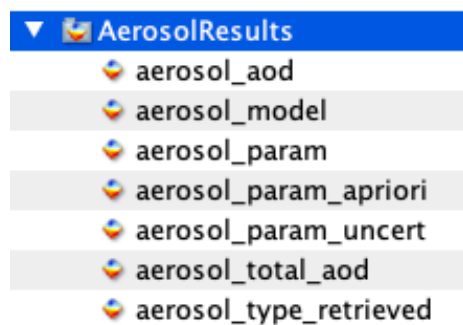 AerosolResults
aerosol_aod
aerosol_model
aerosol_param
aerosol_param_apriori
aerosol_param_uncert
aerosol_total_aod
aerosol_type_retrieved